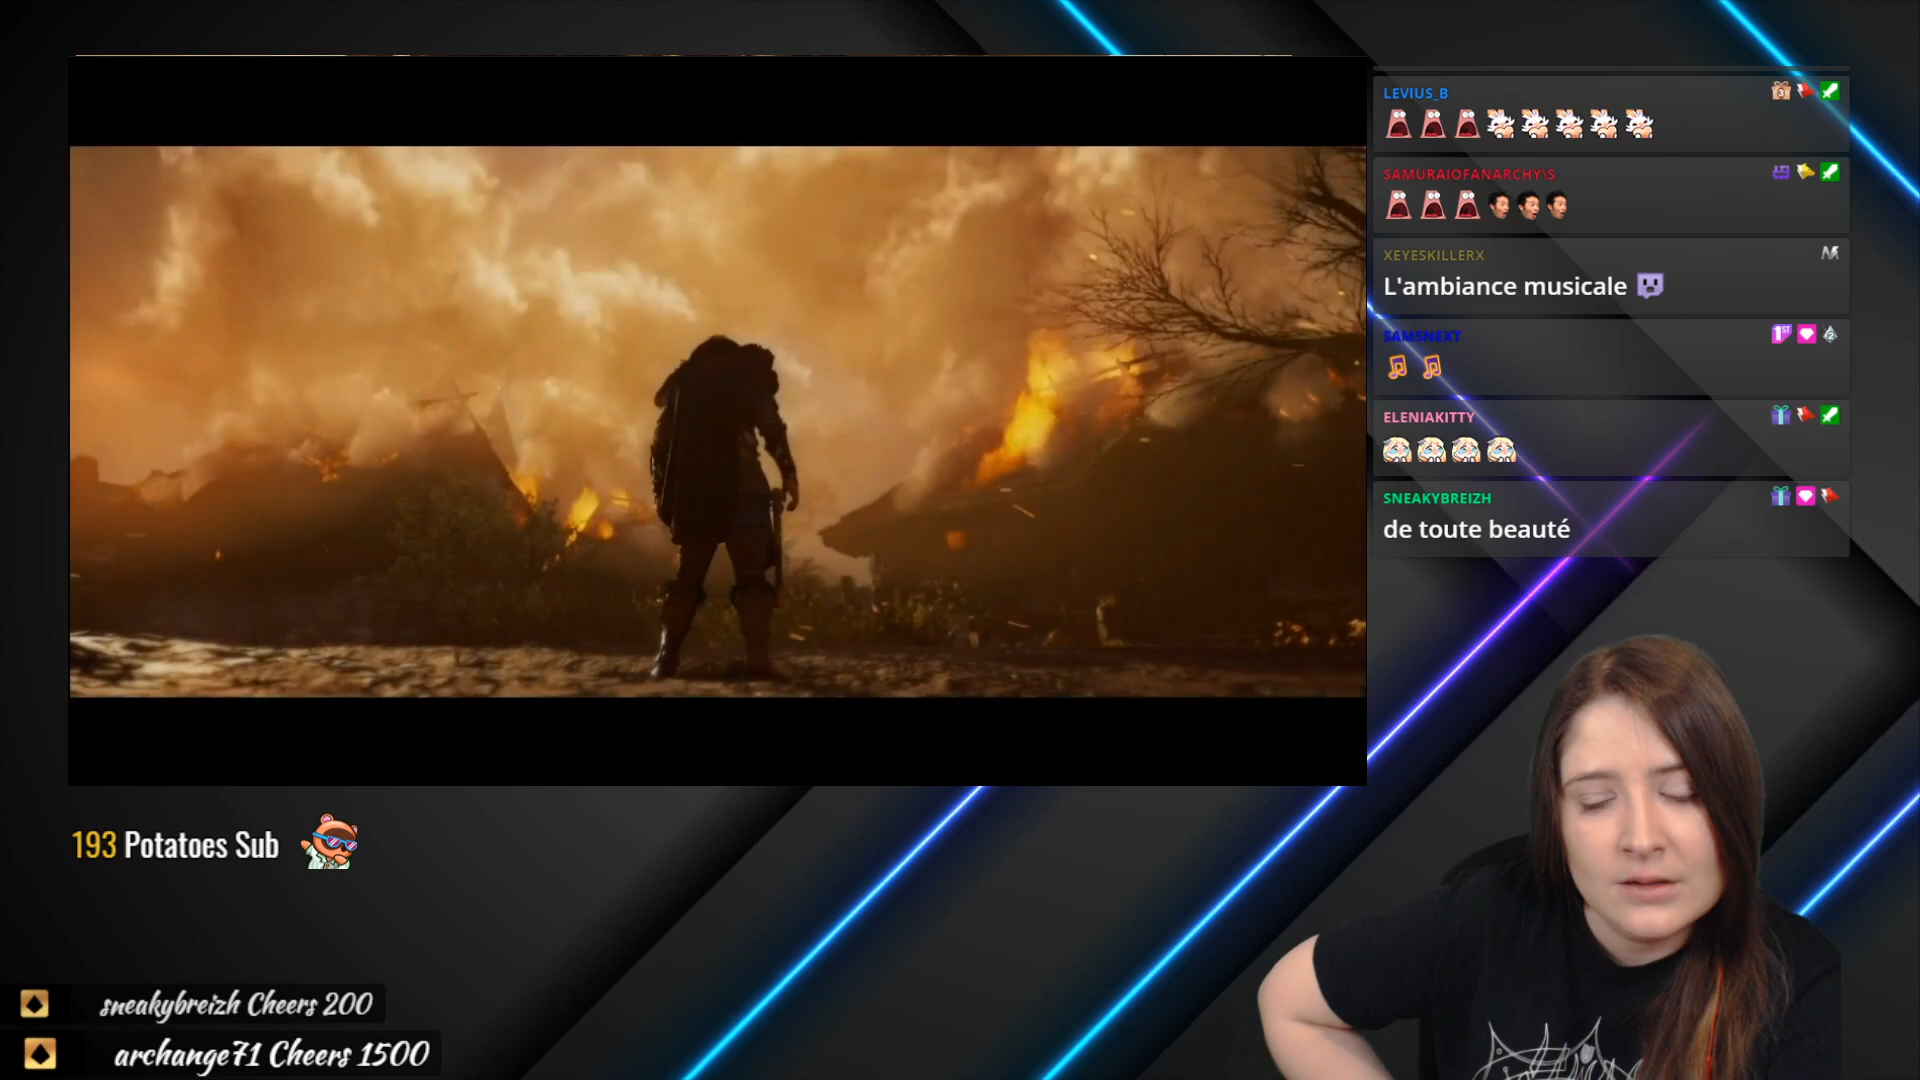 LEVIUS_B
SAMURAIOFANARCHY\S
XEYESKILLERX
L'ambiance musicale
SAMSNEXT
ELENIAKITTY
SNEAKYBREIZH
de toute beauté
193 Potatoes Sub
sneakybreizh Cheers 200
archange71 Cheers 1500